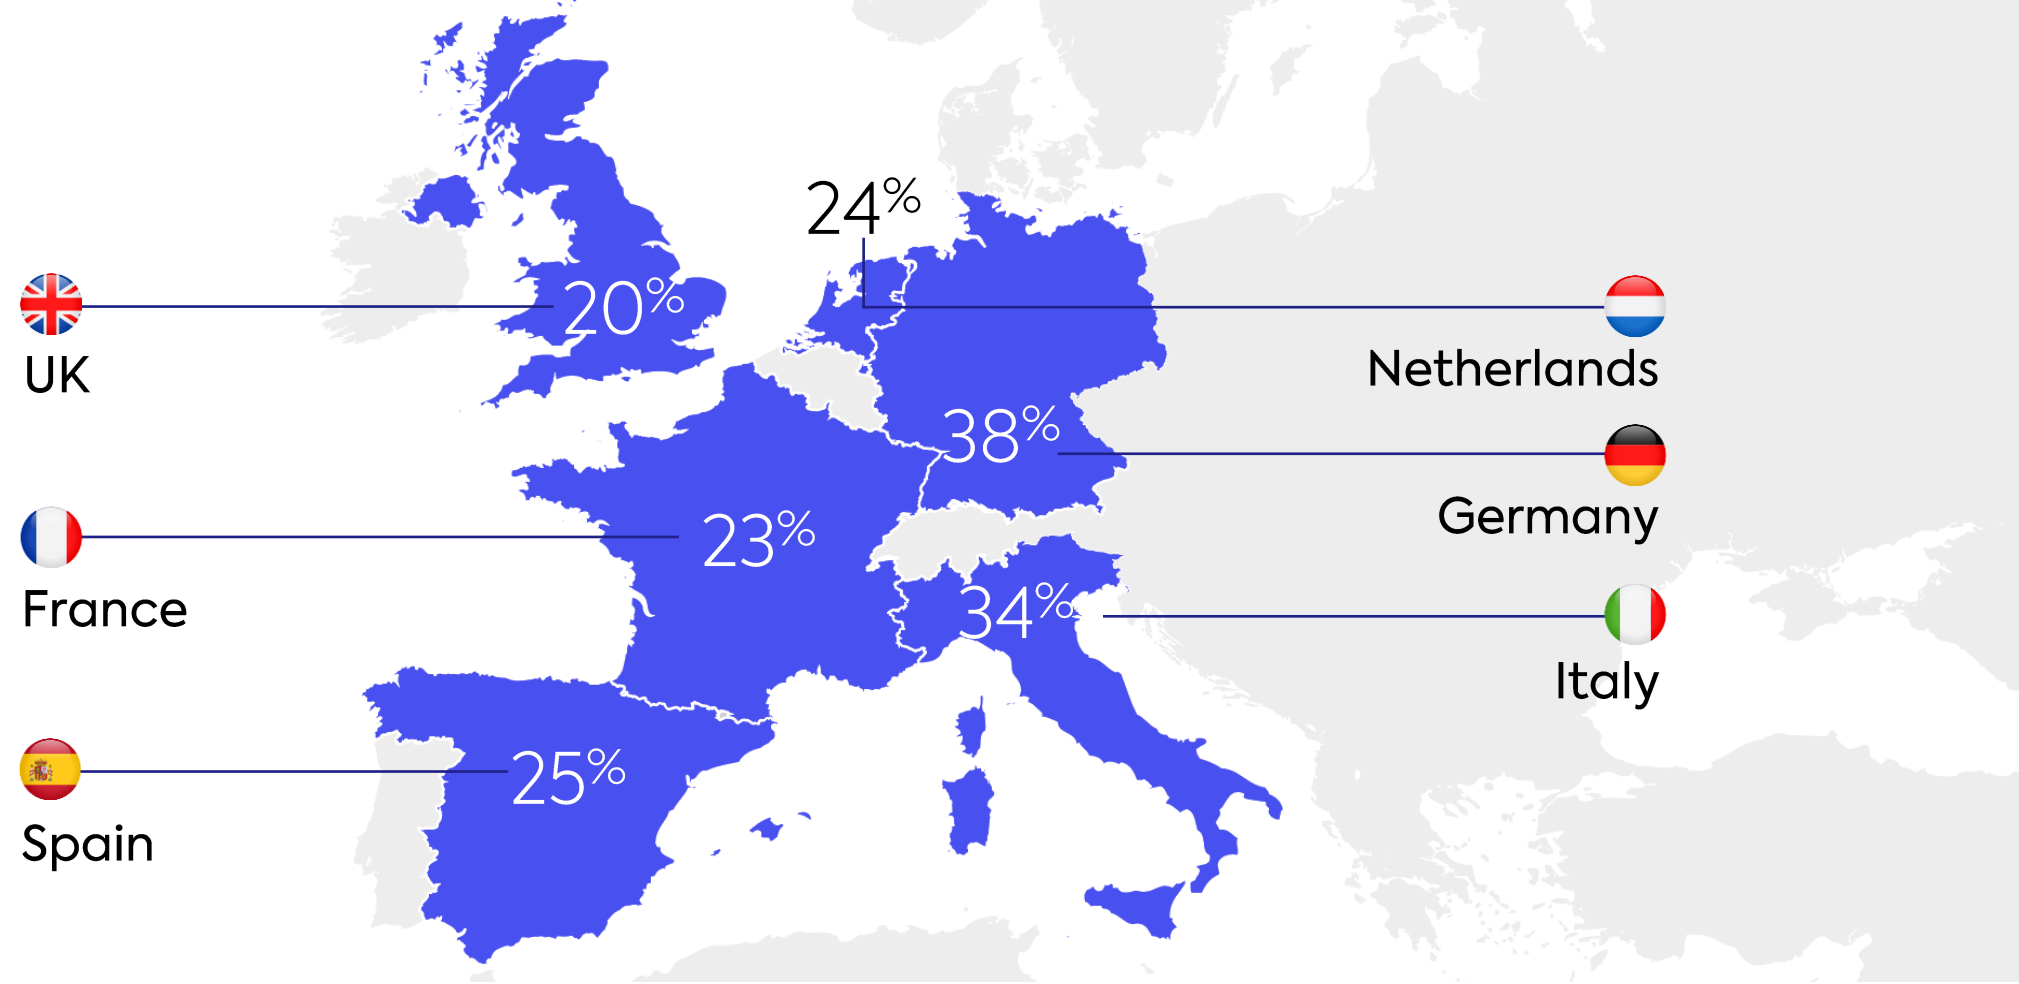 24%
20%
UK
Netherlands
38%
Germany
23%
France
34%
Italy
25%
Spain